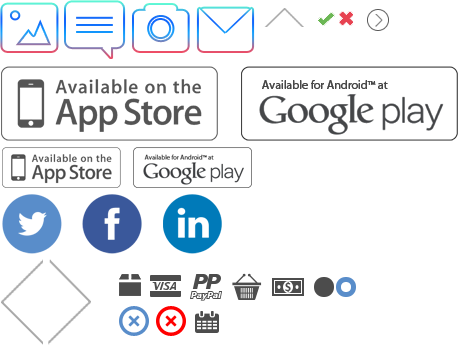 Available on the
App Store
Available for Android™ at
Google play
Available on the
App Store
Available for Android™ at
Google play
f
in
VISA
PP
PayPal
$